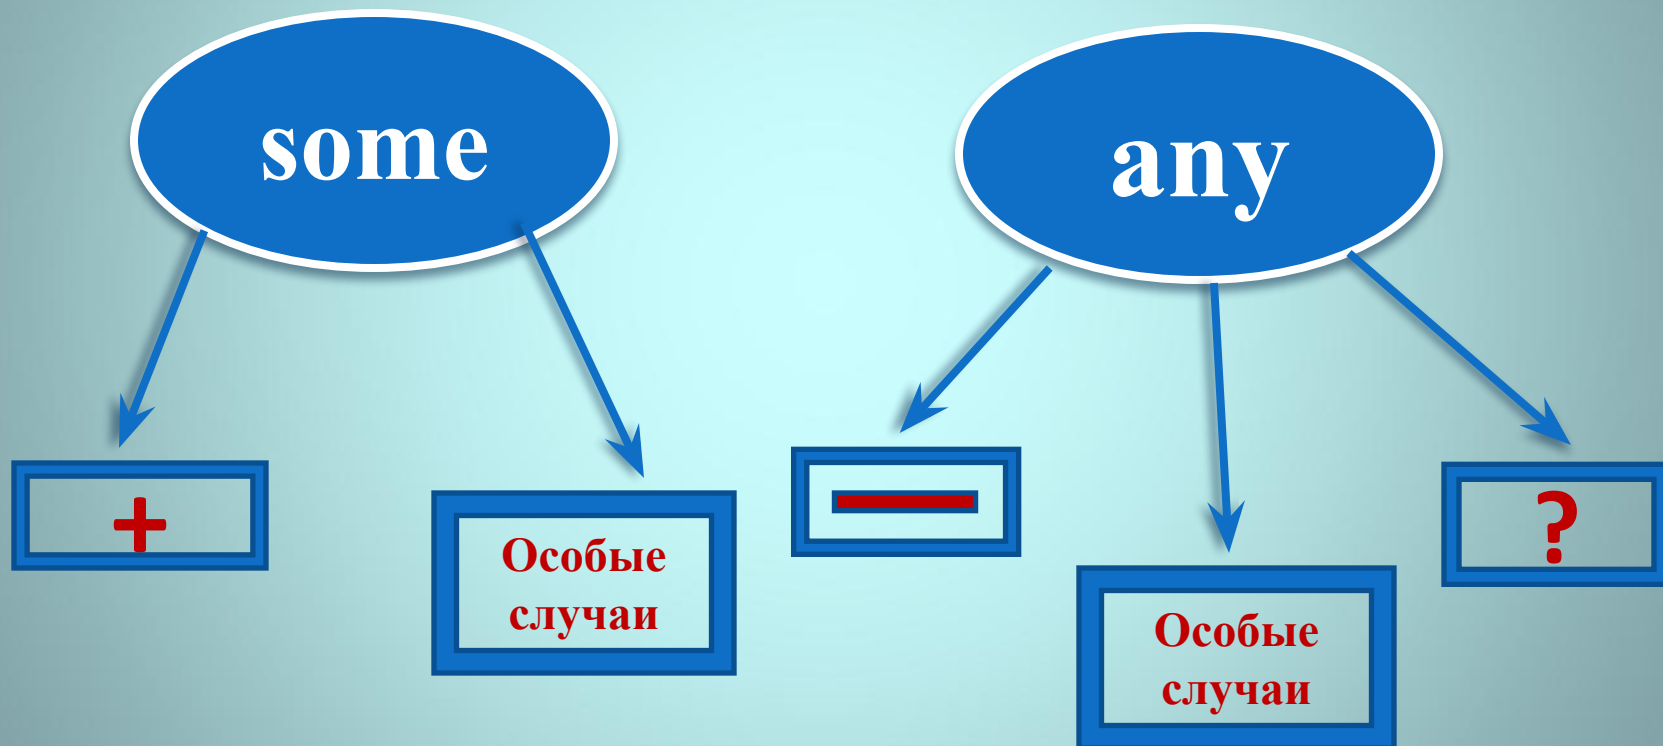 some
any
+
Особые
случаи
?
Особые
случаи